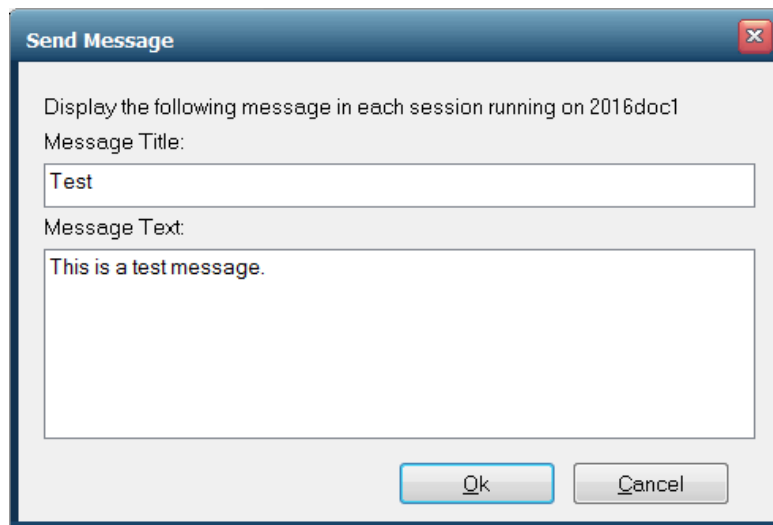 Send Message
Display the following message in each session running on 2016doc1
Message Title:
Test
Message Text:
This is a test message.
Ok Cancel